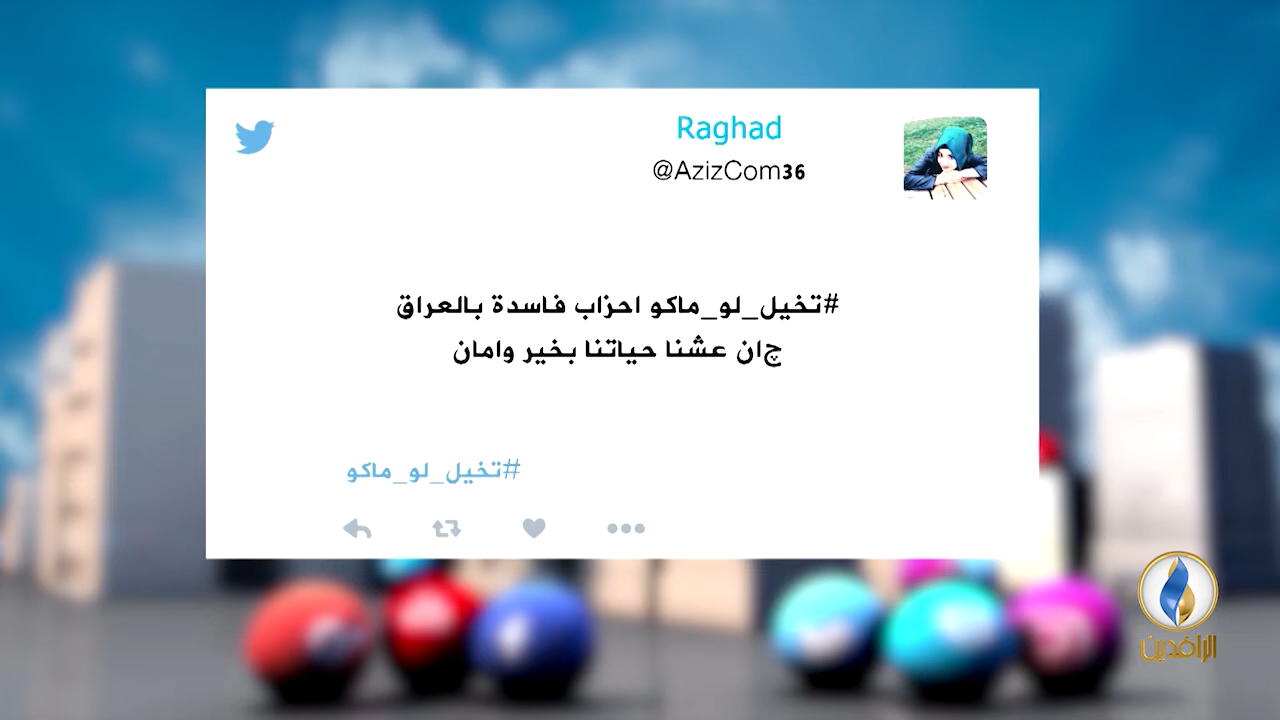 Raghad
@AzizCom36
#تخيل_لو_ماكو احزاب فاسدة بالعراق
چان عشنا حياتنا بخير وامان
#تخيل_لو_ماكو
الرافدين